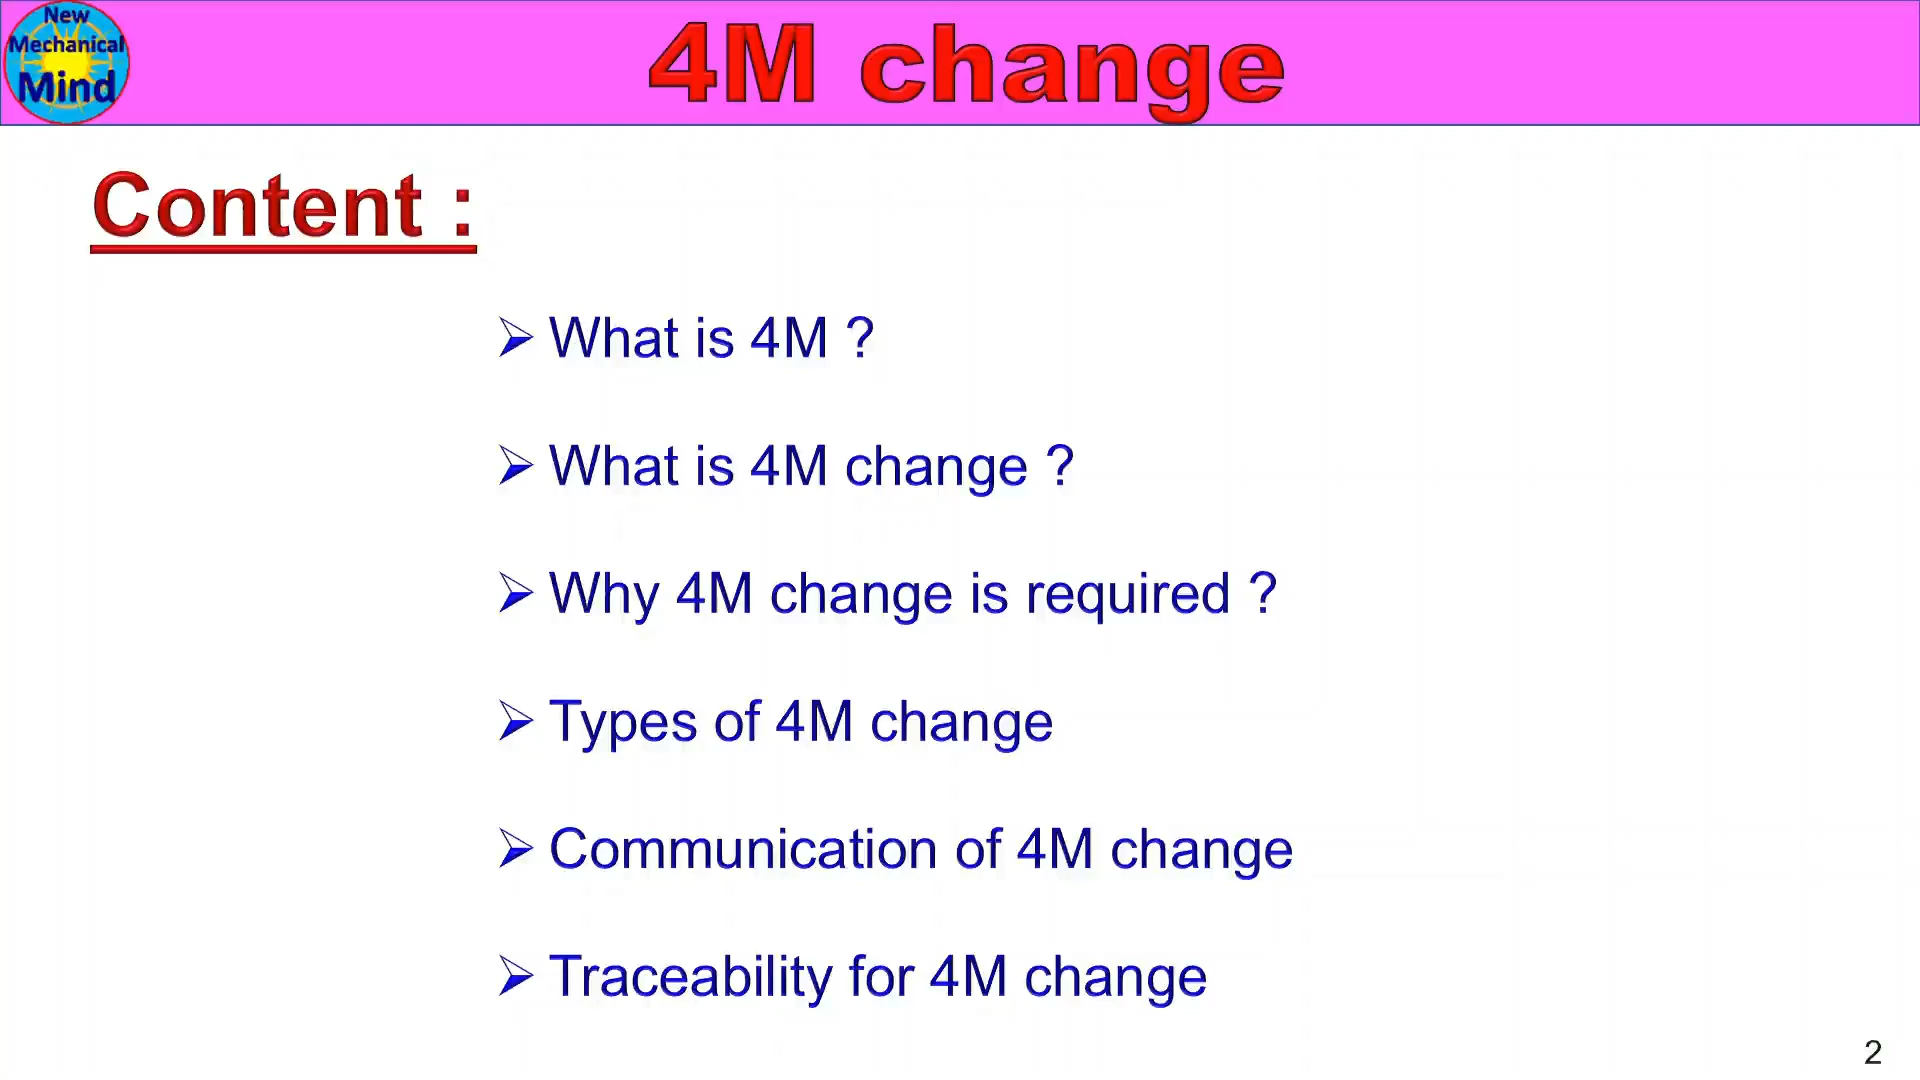 New
Mechanical
Mind
4M change
Content :
What is 4M ?
What is 4M change ?
Why 4M change is required ?
Types of 4M change
Communication of 4M change
Traceability for 4M change
2